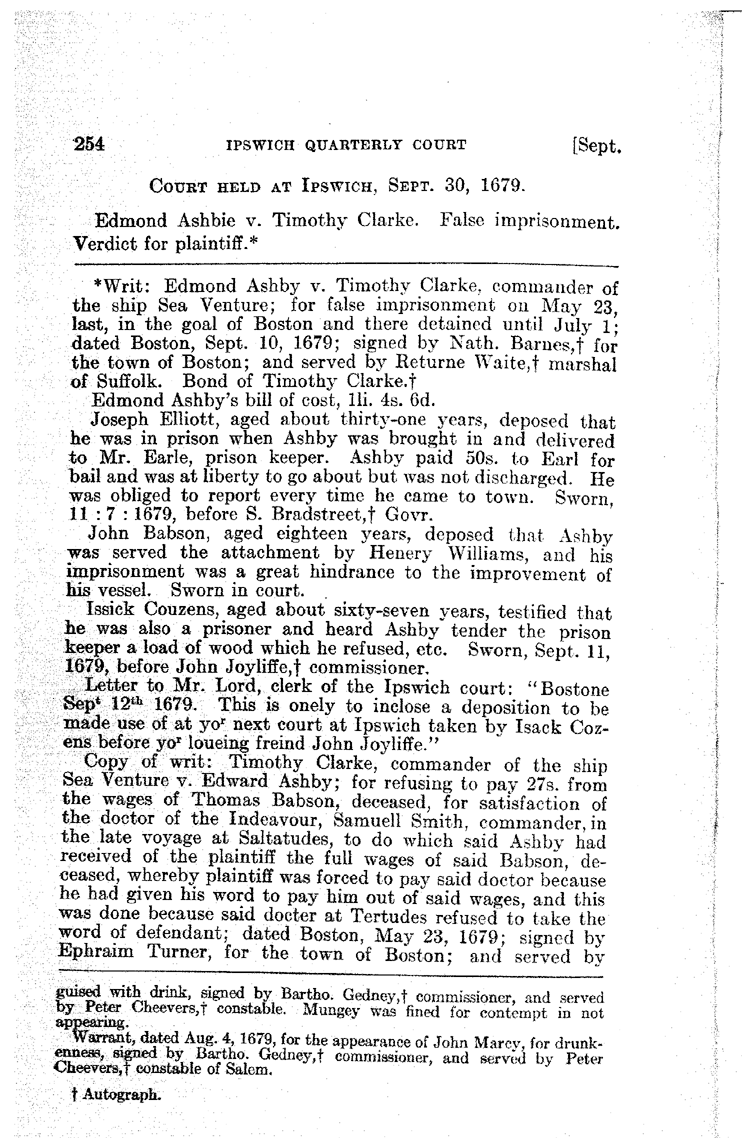 254 IPSWICH QUARTERLY COURT [Sept.
COURT HELD AT IPSWICH, SEPT. 30, 1679.
Edmond Ashbie v. Timothy Clarke. False imprisonment.
Verdict for plaintiff.*
*Writ: Edmond Ashby v. Timothy Clarke, commander of
the ship Sea Venture; for false imprisonment on May 23,
last, in the goal of Boston and there detained until July 1;
dated Boston, Sept. 10, 1679; signed by Nath. Barnes,† for
the town of Boston; and served by Returne Waite,† marshal
of Suffolk. Bond of Timothy Clarke.†
Edmond Ashby's bill of cost, 1li. 4s. 6d.
Joseph Elliott, aged about thirty-one years, deposed that
he was in prison when Ashby was brought in and delivered
to Mr. Earle, prison keeper. Ashby paid 50s. to Earl for
bail and was at liberty to go about but was not discharged. He
was obliged to report every time he came to town. Sworn,
11 : 7 : 1679, before S. Bradstreet,† Govr.
John Babson, aged eighteen years, deposed that Ashby
was served the attachment by Henery Williams, and his
imprisonment was a great hindrance to the improvement of
his vessel. Sworn in court.
Issick Couzens, aged about sixty-seven years, testified that
he was also a prisoner and heard Ashby tender the prison
keeper a load of wood which he refused, etc. Sworn, Sept. 11,
1679, before John Joyliffe,† commissioner.
Letter to Mr. Lord, clerk of the Ipswich court: "Bostone
Sepᵗ 12ᵗʰ 1679. This is onely to inclose a deposition to be
made use of at yoʳ next court at Ipswich taken by Isack Coz-
ens before yoʳ loueing freind John Joyliffe."
Copy of writ: Timothy Clarke, commander of the ship
Sea Venture v. Edward Ashby; for refusing to pay 27s. from
the wages of Thomas Babson, deceased, for satisfaction of
the doctor of the Indeavour, Samuell Smith, commander, in
the late voyage at Saltatudes, to do which said Ashby had
received of the plaintiff the full wages of said Babson, de-
ceased, whereby plaintiff was forced to pay said doctor because
he had given his word to pay him out of said wages, and this
was done because said docter at Tertudes refused to take the
word of defendant; dated Boston, May 23, 1679; signed by
Ephraim Turner, for the town of Boston; and served by
guised with drink, signed by Bartho. Gedney,† commissioner, and served
by Peter Cheevers,† constable. Mungey was fined for contempt in not
appearing.
Warrant, dated Aug. 4, 1679, for the appearance of John Marcy, for drunk-
enness, signed by Bartho. Gedney,† commissioner, and served by Peter
Cheevers,† constable of Salem.
† Autograph.